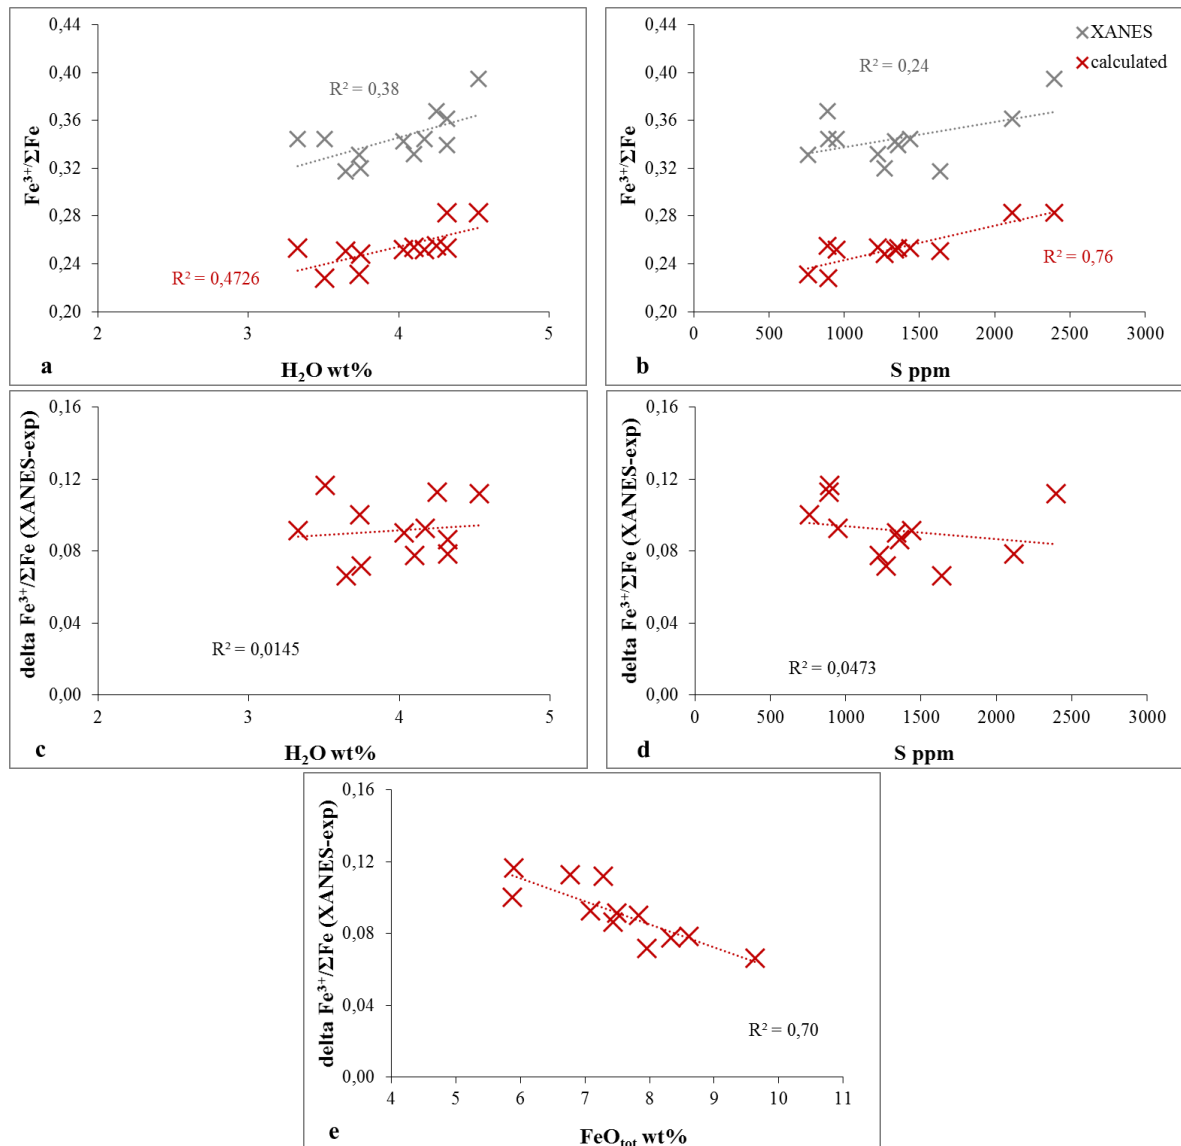 0,44
0,40
0,36
0,32
0,28
0,24
0,20
Fe³⁺/ΣFe
R² = 0,38
R² = 0,4726
2
3
4
5
a
H₂O wt%
0,44
0,40
0,36
0,32
0,28
0,24
0,20
Fe³⁺/ΣFe
XANES
calculated
R² = 0,24
R² = 0,76
0
500
1000
1500
2000
2500
3000
b
S ppm
0,16
0,12
0,08
0,04
0,00
delta Fe³⁺/ΣFe (XANES-exp)
R² = 0,0145
2
3
4
5
c
H₂O wt%
0,16
0,12
0,08
0,04
0,00
delta Fe³⁺/ΣFe (XANES-exp)
R² = 0,0473
0
500
1000
1500
2000
2500
3000
d
S ppm
0,16
0,12
0,08
0,04
0,00
delta Fe³⁺/ΣFe (XANES-exp)
R² = 0,70
4
5
6
7
8
9
10
11
e
FeOₜₒₜ wt%